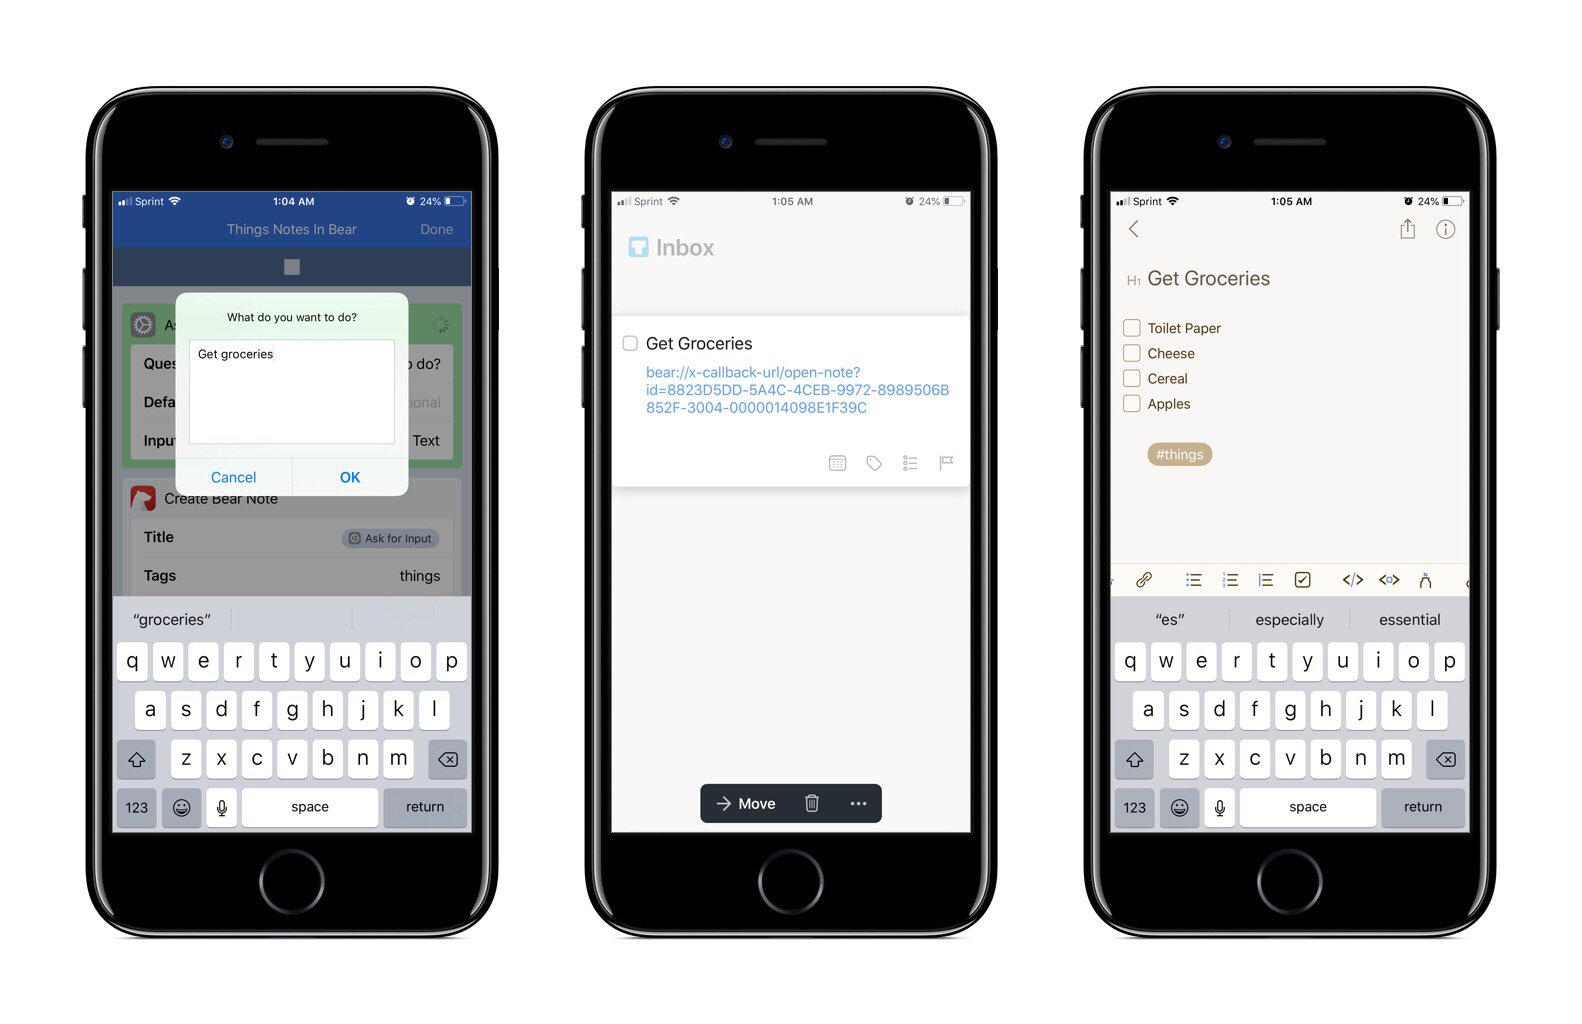 Sprint 1:04 AM 24%
Things Notes In Bear Done
What do you want to do?
Get groceries
Ques o do?
Defa ional
Inpu Text
Cancel OK
Create Bear Note
Title Ask for Input
Tags things
“groceries”
q w e r t y u i o p
a s d f g h j k l
z x c v b n m
123 space return
Sprint 1:05 AM 24%
Inbox
Get Groceries
bear://x-callback-url/open-note?
id=8823D5DD-5A4C-4CEB-9972-8989506B
852F-3004-0000014098E1F39C
Move
Sprint 1:05 AM 24%
H1 Get Groceries
Toilet Paper
Cheese
Cereal
Apples
#things
“es” especially essential
q w e r t y u i o p
a s d f g h j k l
z x c v b n m
123 space return